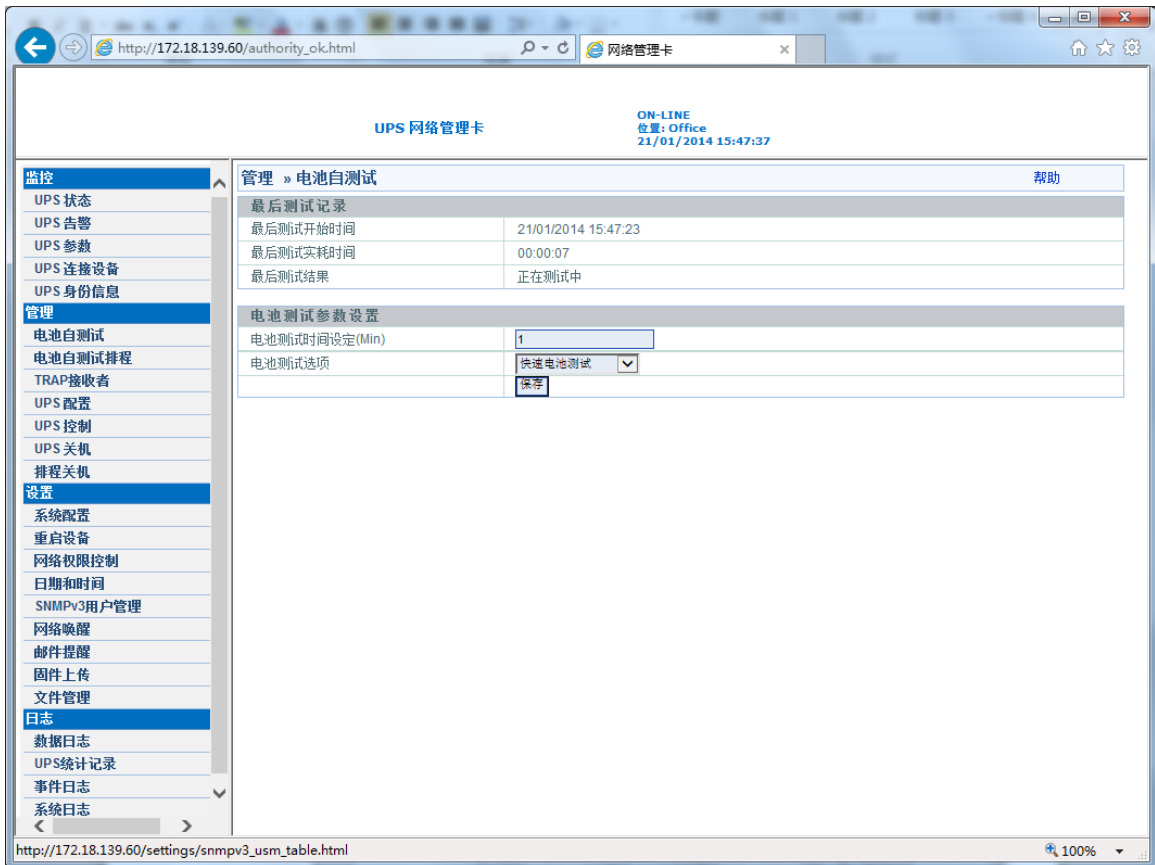 http://172.18.139.60/authority_ok.html
网络管理卡
UPS 网络管理卡
ON-LINE
位置: Office
21/01/2014 15:47:37
监控
UPS 状态
UPS 告警
UPS 参数
UPS 连接设备
UPS 身份信息
管理
电池自测试
电池自测试排程
TRAP接收者
UPS 配置
UPS 控制
UPS 关机
排程关机
设置
系统配置
重启设备
网络权限控制
日期和时间
SNMPv3用户管理
网络唤醒
邮件提醒
固件上传
文件管理
日志
数据日志
UPS统计记录
事件日志
系统日志
管理 » 电池自测试 帮助
最后测试记录
最后测试开始时间 21/01/2014 15:47:23
最后测试实耗时间 00:00:07
最后测试结果 正在测试中
电池测试参数设置
电池测试时间设定(Min) 1
电池测试选项 快速电池测试
保存
http://172.18.139.60/settings/snmpv3_usm_table.html
100%